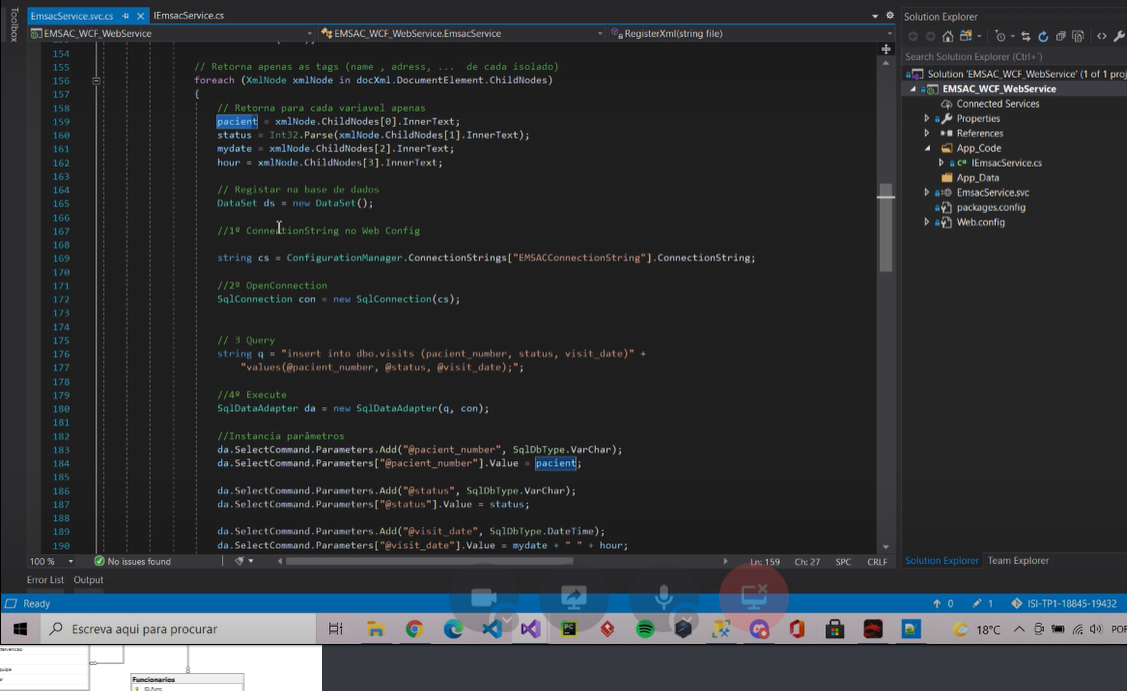 Toolbox
EmsacService.svc.cs
IEmsacService.cs
EMSAC_WCF_WebService
EMSAC_WCF_WebService.EmsacService
RegisterXml(string file)
154
155 // Retorna apenas as tags (name , adress, ... de cada isolado)
156 foreach (XmlNode xmlNode in docXml.DocumentElement.ChildNodes)
157 {
158 // Retorna para cada variavel apenas
159 pacient = xmlNode.ChildNodes[0].InnerText;
160 status = Int32.Parse(xmlNode.ChildNodes[1].InnerText);
161 mydate = xmlNode.ChildNodes[2].InnerText;
162 hour = xmlNode.ChildNodes[3].InnerText;
163
164 // Registar na base de dados
165 DataSet ds = new DataSet();
166
167 //1º ConnectionString no Web Config
168
169 string cs = ConfigurationManager.ConnectionStrings["EMSACConnectionString"].ConnectionString;
170
171 //2º OpenConnection
172 SqlConnection con = new SqlConnection(cs);
173
174
175 // 3 Query
176 string q = "insert into dbo.visits (pacient_number, status, visit_date)" +
177 "values(@pacient_number, @status, @visit_date);";
178
179 //4º Execute
180 SqlDataAdapter da = new SqlDataAdapter(q, con);
181
182 //Instancia parâmetros
183 da.SelectCommand.Parameters.Add("@pacient_number", SqlDbType.VarChar);
184 da.SelectCommand.Parameters["@pacient_number"].Value = pacient;
185
186 da.SelectCommand.Parameters.Add("@status", SqlDbType.VarChar);
187 da.SelectCommand.Parameters["@status"].Value = status;
188
189 da.SelectCommand.Parameters.Add("@visit_date", SqlDbType.DateTime);
190 da.SelectCommand.Parameters["@visit_date"].Value = mydate + " " + hour;
100 %
No issues found
Ln: 159
Ch: 27
SPC
CRLF
Error List
Output
Solution Explorer
Search Solution Explorer (Ctrl+´)
Solution 'EMSAC_WCF_WebService' (1 of 1 proj
EMSAC_WCF_WebService
Connected Services
Properties
References
App_Code
C# IEmsacService.cs
App_Data
EmsacService.svc
packages.config
Web.config
Solution Explorer
Team Explorer
Ready
0
1
ISI-TP1-18845-19432
Escreva aqui para procurar
18°C
POR
Funcionarios
ID_Func